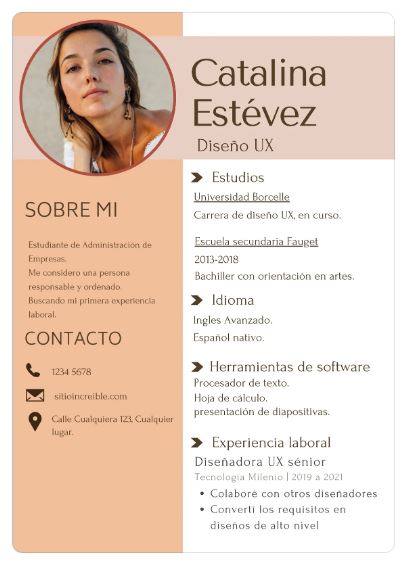 Catalina
Estévez
Diseño UX
SOBRE MI
Estudiante de Administración de
Empresas.
Me considero una persona
responsable y ordenado.
Buscando mi primera experiencia
laboral.
CONTACTO
1234 5678
sitioincreible.com
Calle Cualquiera 123, Cualquier
lugar.
Estudios
Universidad Borcelle
Carrera de diseño UX, en curso.
Escuela secundaria Fauget
2013-2018
Bachiller con orientación en artes.
Idioma
Ingles Avanzado.
Español nativo.
Herramientas de software
Procesador de texto.
Hoja de cálculo.
presentación de diapositivas.
Experiencia laboral
Diseñadora UX sénior
Tecnología Milenio | 2019 a 2021
• Colaboré con otros diseñadores
• Convertí los requisitos en
diseños de alto nivel